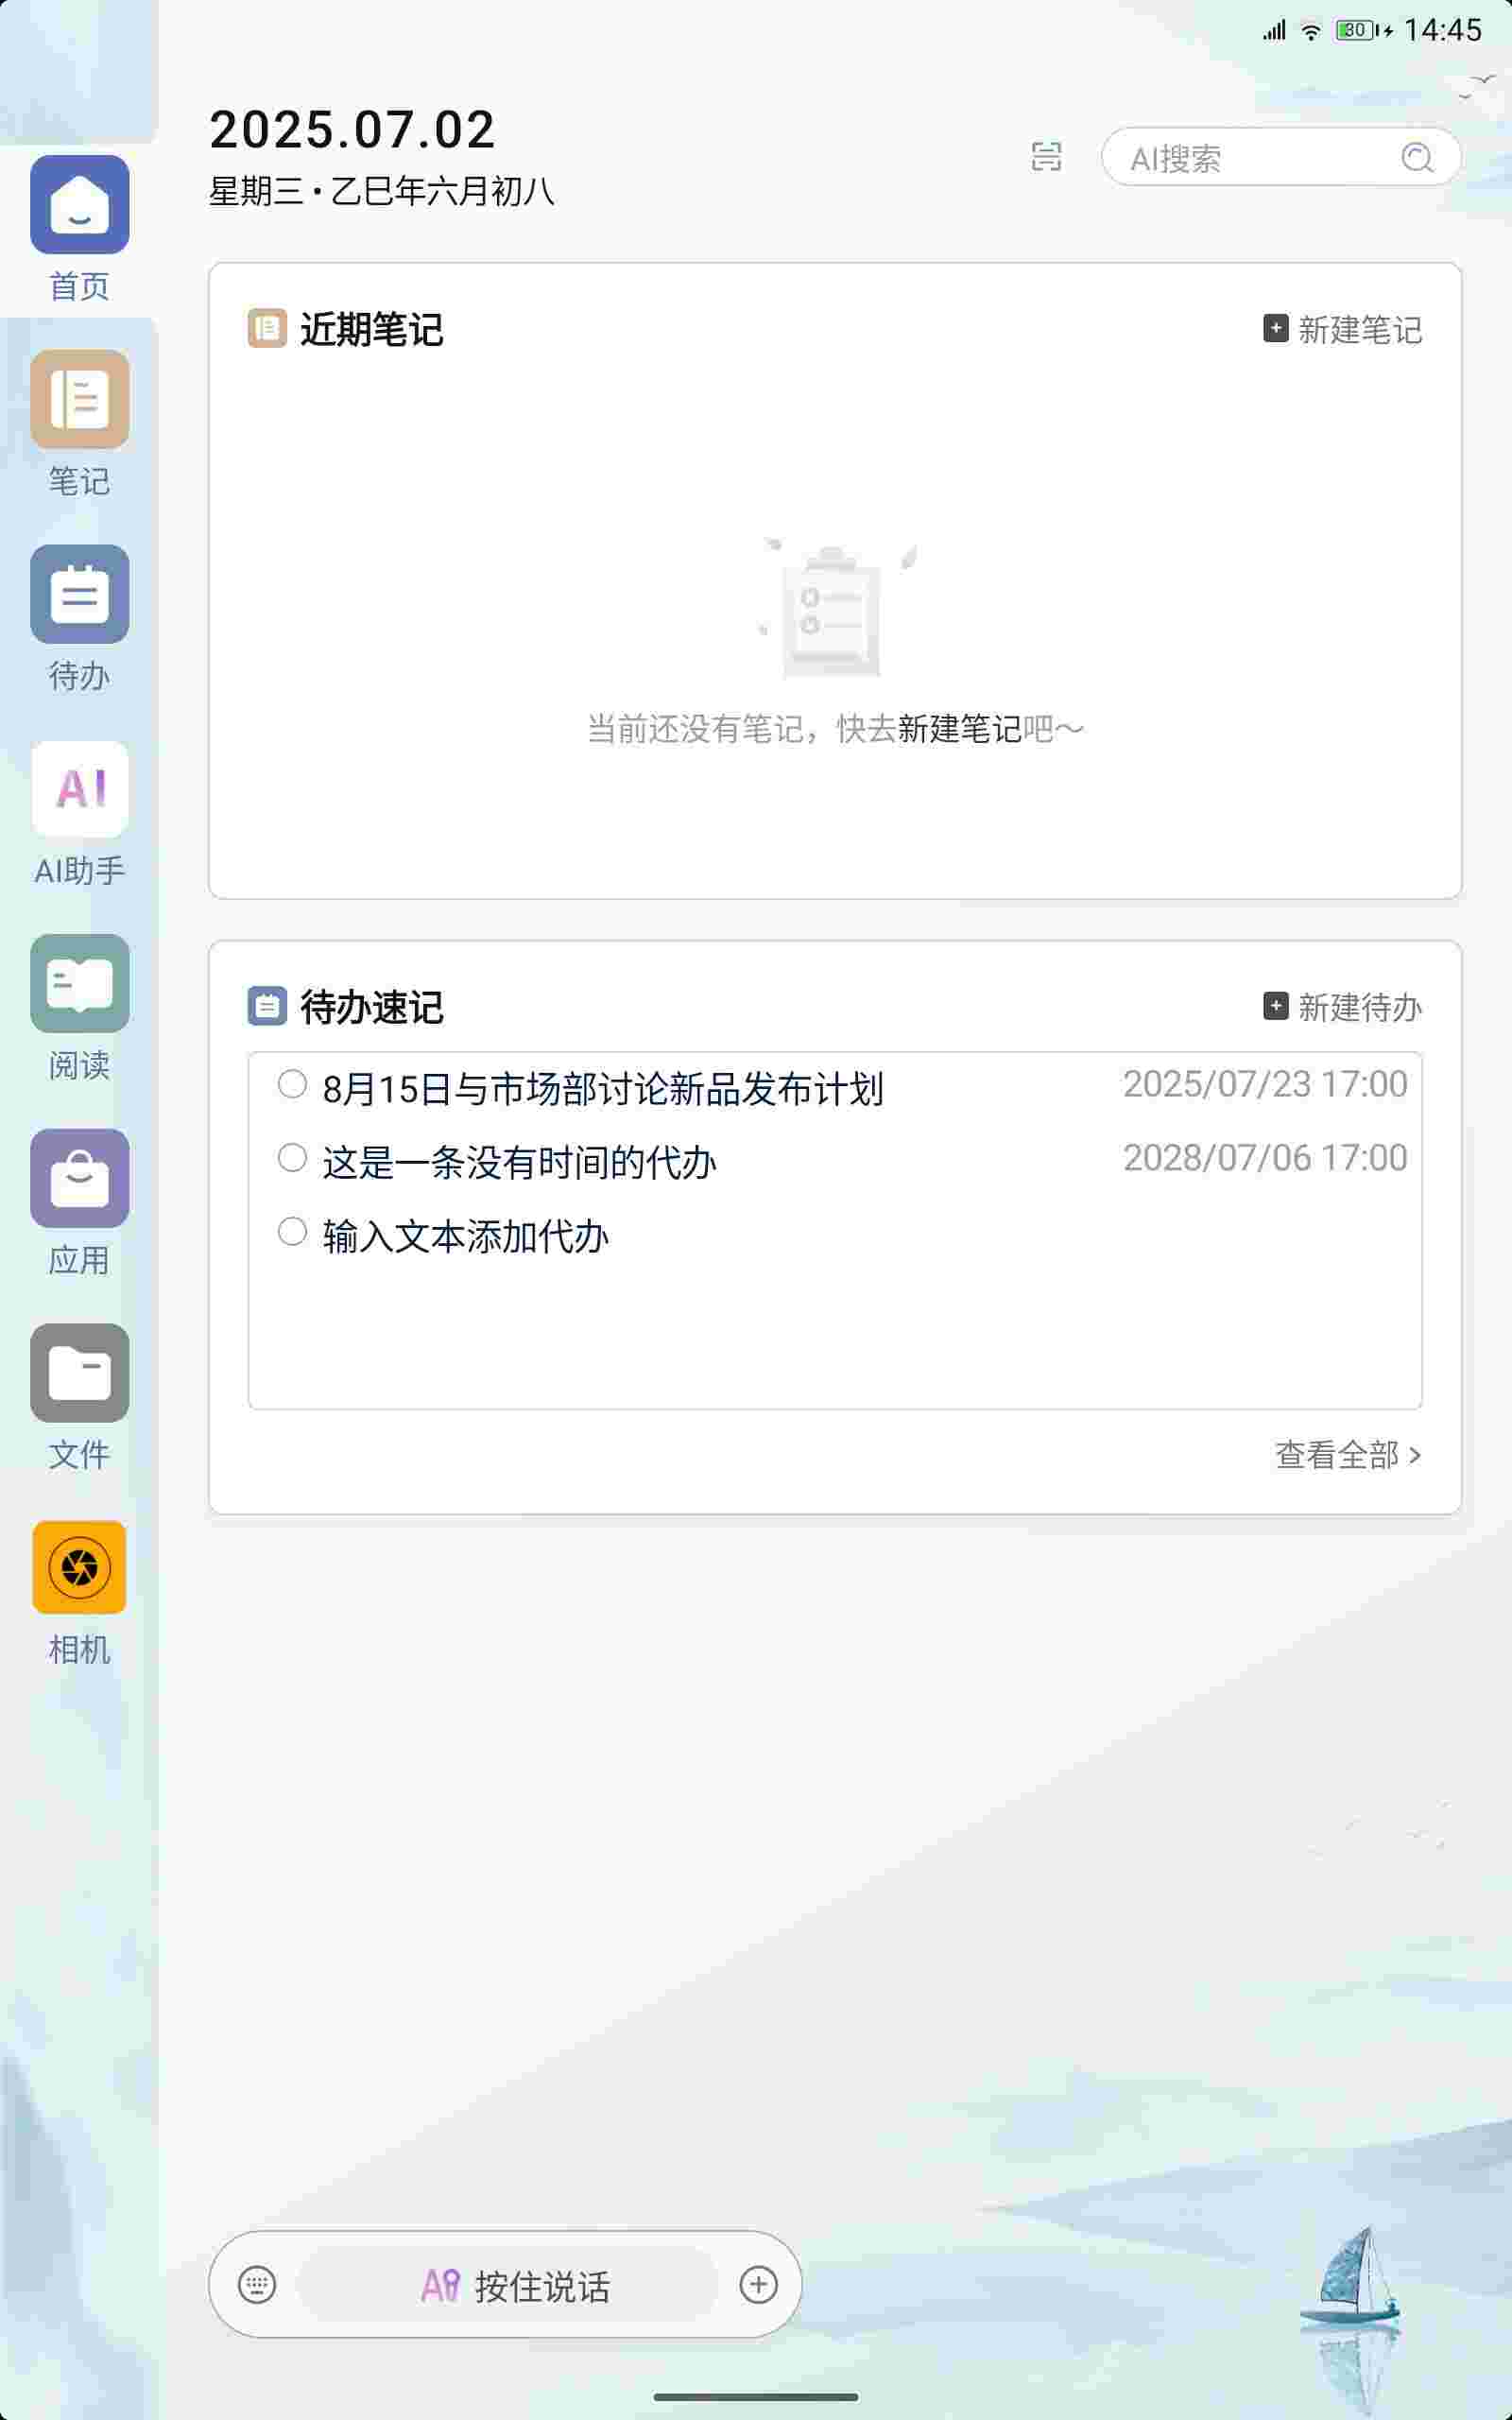 30 14:45
2025.07.02
星期三·乙巳年六月初八
AI搜索
首页
近期笔记
新建笔记
笔记
待办
当前还没有笔记，快去新建笔记吧～
AI
AI助手
阅读
待办速记
新建待办
8月15日与市场部讨论新品发布计划 2025/07/23 17:00
这是一条没有时间的代办 2028/07/06 17:00
输入文本添加代办
应用
文件
查看全部 >
相机
按住说话